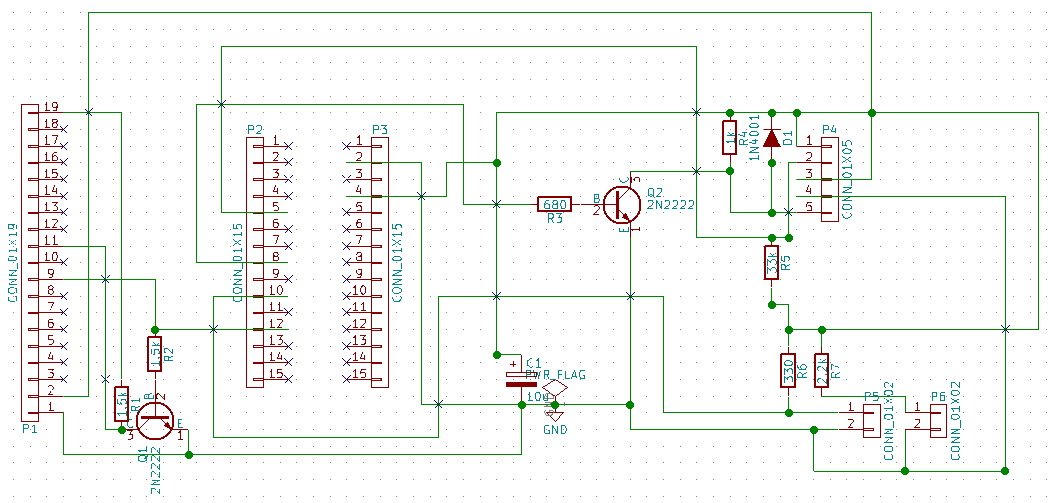 P1
CONN_01X19
19
18
17
16
15
14
13
12
11
10
9
8
7
6
5
4
3
2
1
P2
CONN_01X15
1
2
3
4
5
6
7
8
9
10
11
12
13
14
15
P3
CONN_01X15
1
2
3
4
5
6
7
8
9
10
11
12
13
14
15
1.5k
R2
1.5k
R1
B
2
C
3
E
1
Q1
2N2222
680
R3
B
2
C
3
E
1
Q2
2N2222
1k
R4
1N4001
D1
P4
CONN_01X05
1
2
3
4
5
33k
R5
330
R6
2.2k
R7
P5
CONN_01X02
1
2
P6
CONN_01X02
1
2
+
C1
PWR_FLAG
GND